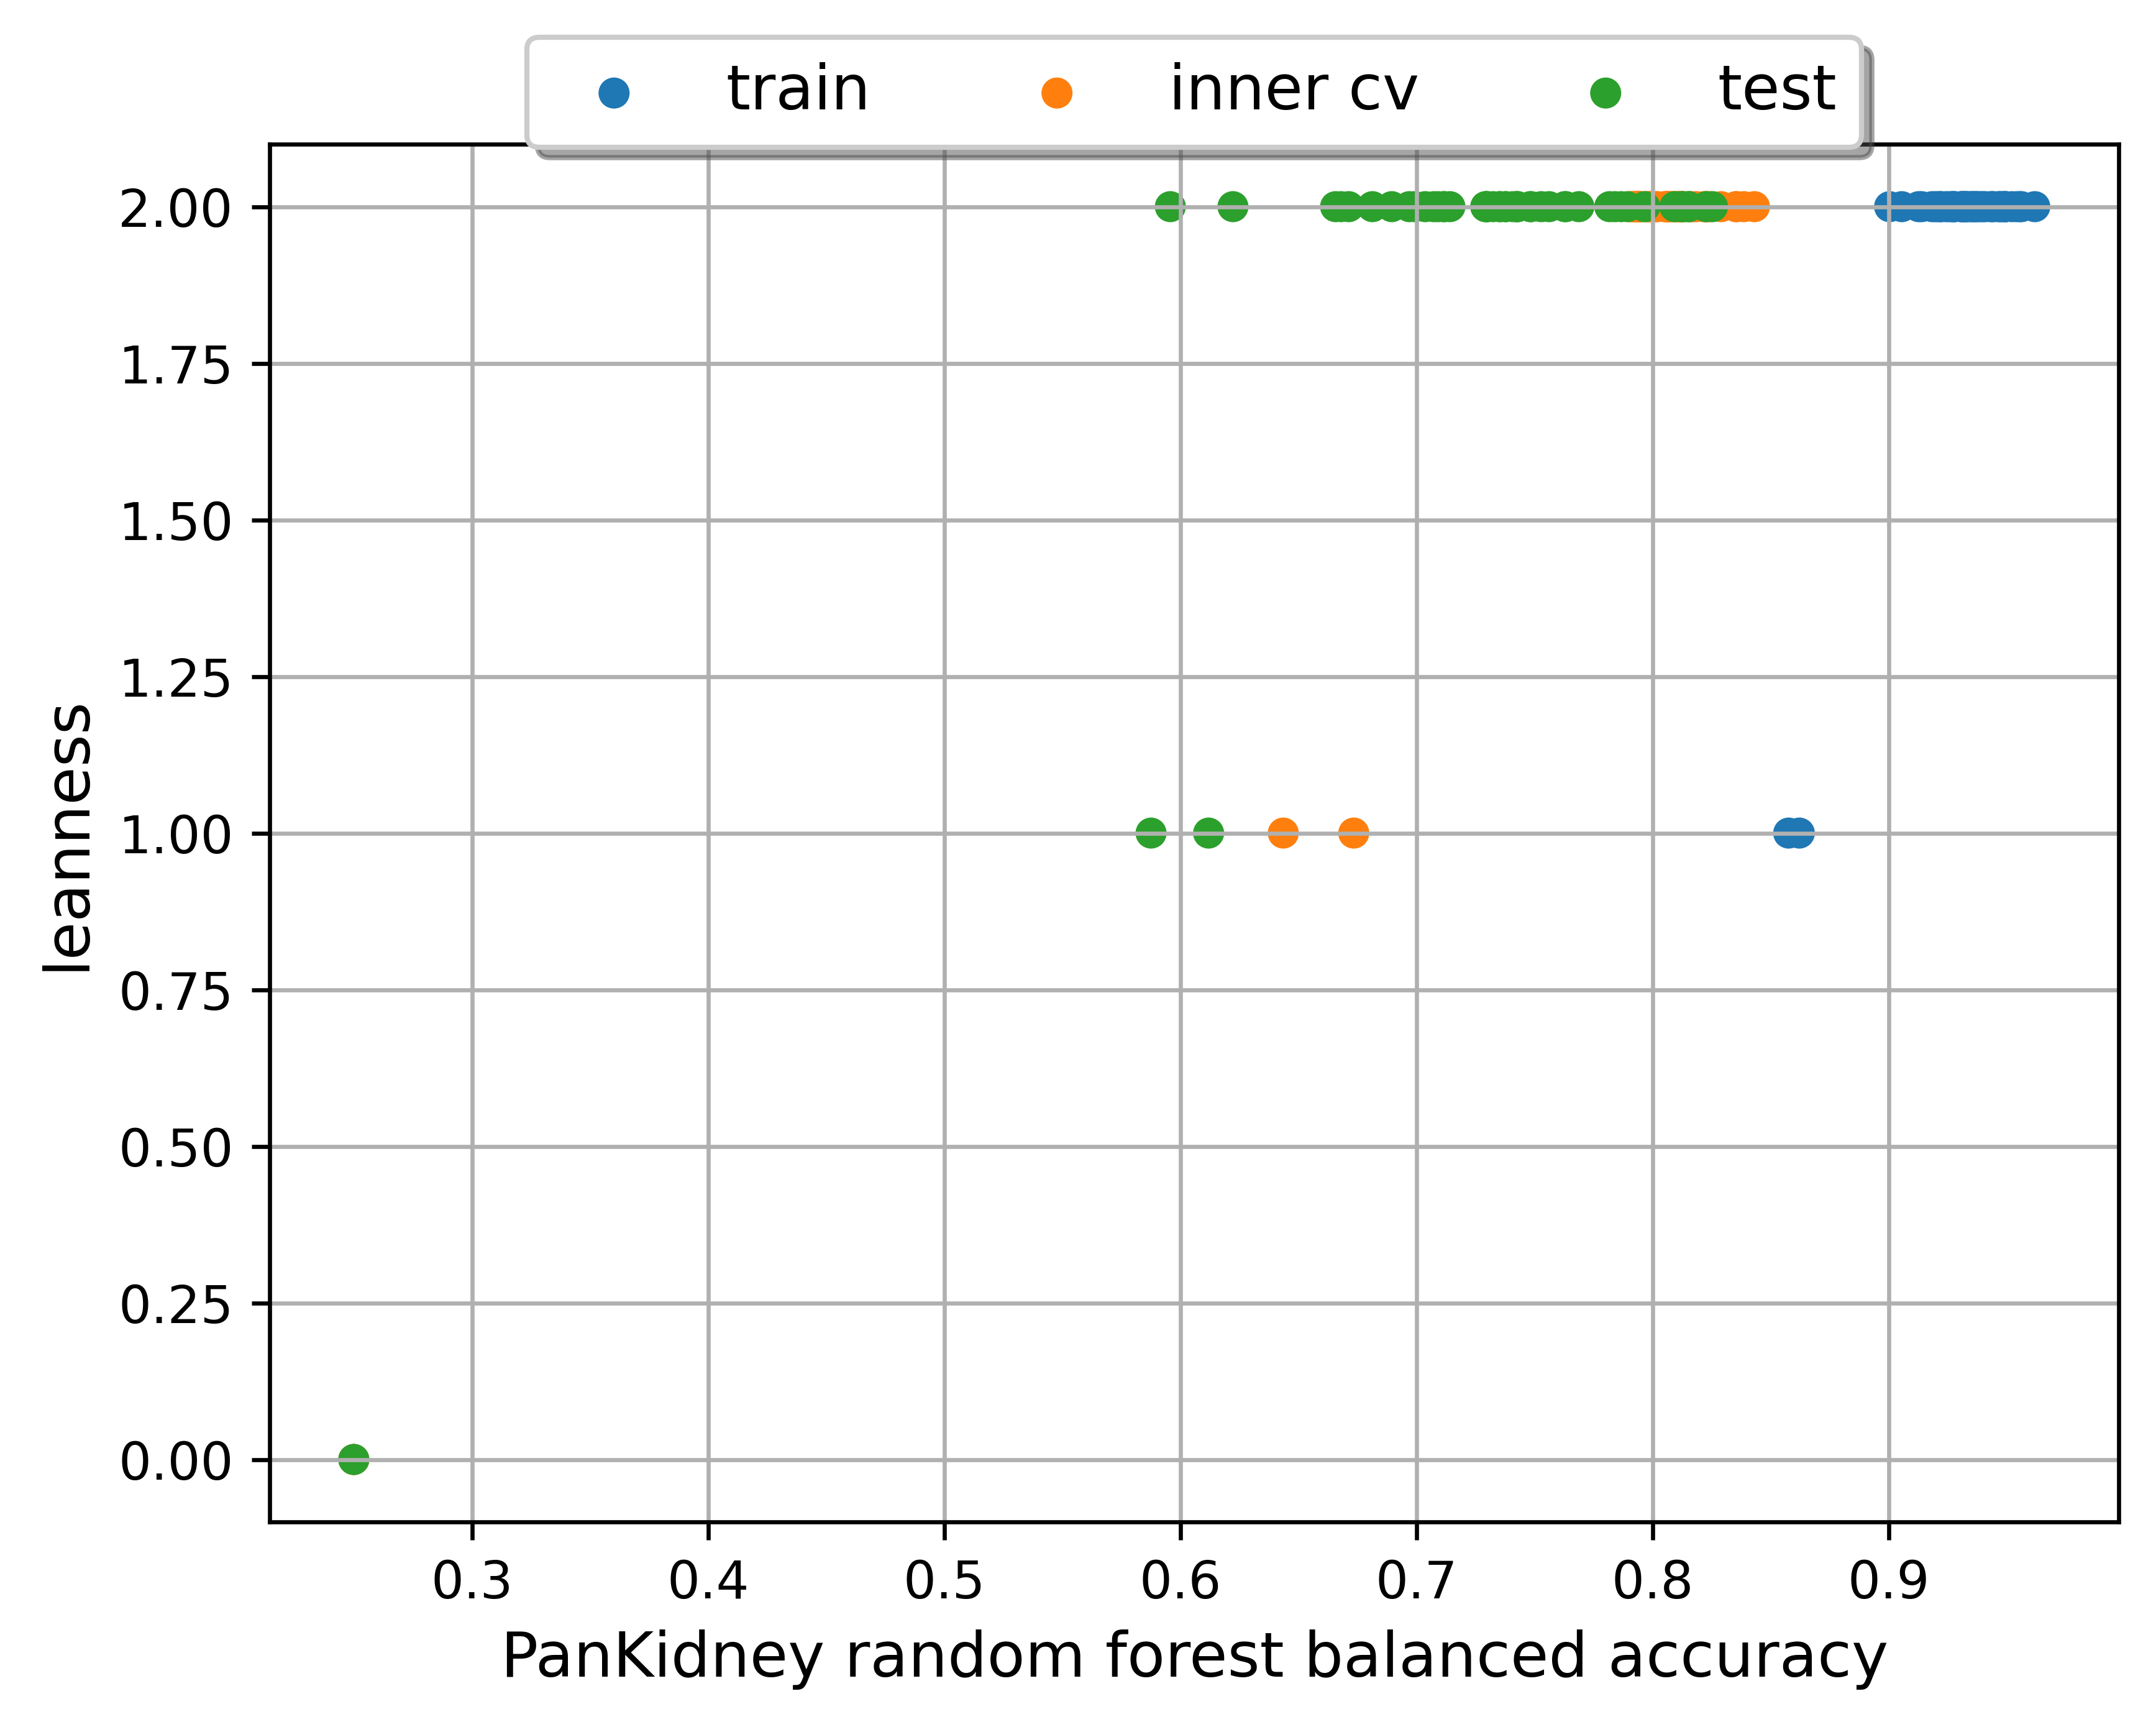 train inner cv test
2.00
1.75
1.50
1.25
1.00
0.75
0.50
0.25
0.00
leanness
0.3 0.4 0.5 0.6 0.7 0.8 0.9
PanKidney random forest balanced accuracy